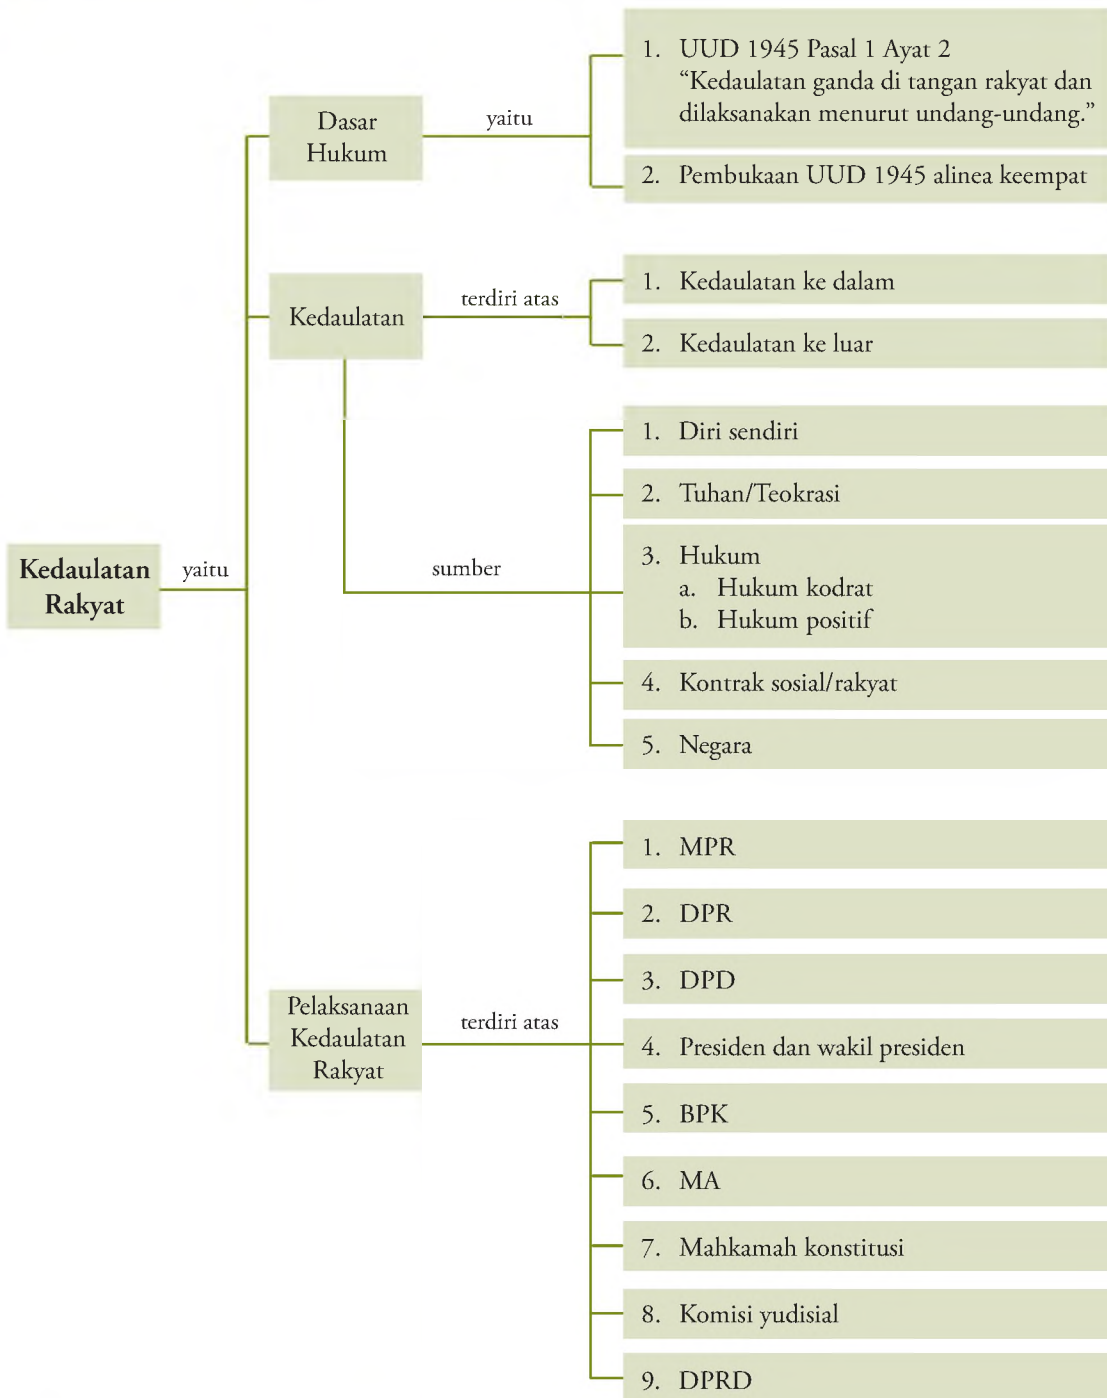 Kedaulatan
Rakyat
yaitu
Dasar
Hukum
yaitu
1. UUD 1945 Pasal 1 Ayat 2
“Kedaulatan ganda di tangan rakyat dan
dilaksanakan menurut undang-undang.”
2. Pembukaan UUD 1945 alinea keempat
Kedaulatan
terdiri atas
1. Kedaulatan ke dalam
2. Kedaulatan ke luar
sumber
1. Diri sendiri
2. Tuhan/Teokrasi
3. Hukum
a. Hukum kodrat
b. Hukum positif
4. Kontrak sosial/rakyat
5. Negara
Pelaksanaan
Kedaulatan
Rakyat
terdiri atas
1. MPR
2. DPR
3. DPD
4. Presiden dan wakil presiden
5. BPK
6. MA
7. Mahkamah konstitusi
8. Komisi yudisial
9. DPRD